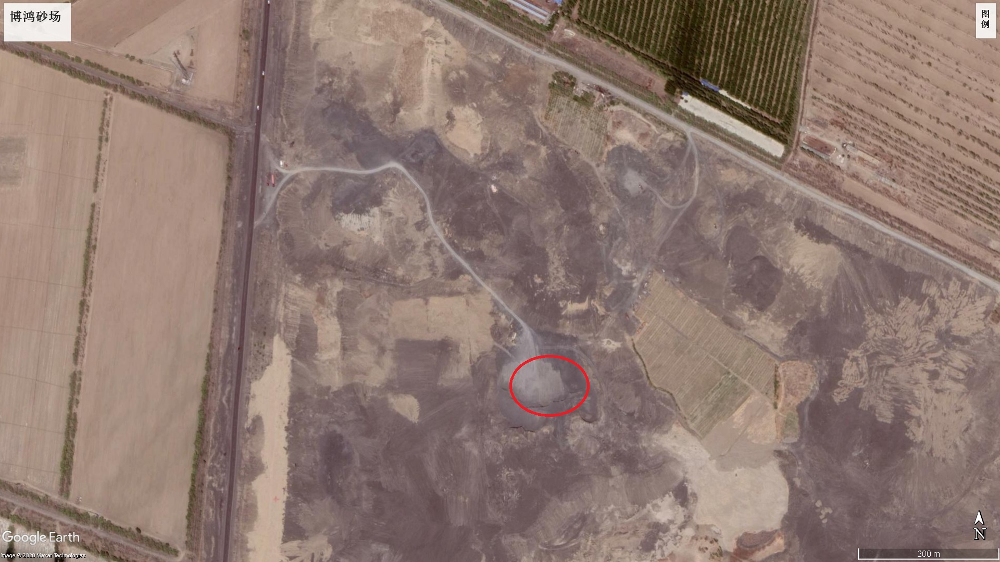 博鸿砂场
图
例
Google Earth
Image © 2020 Maxar Technologies
N
200 m